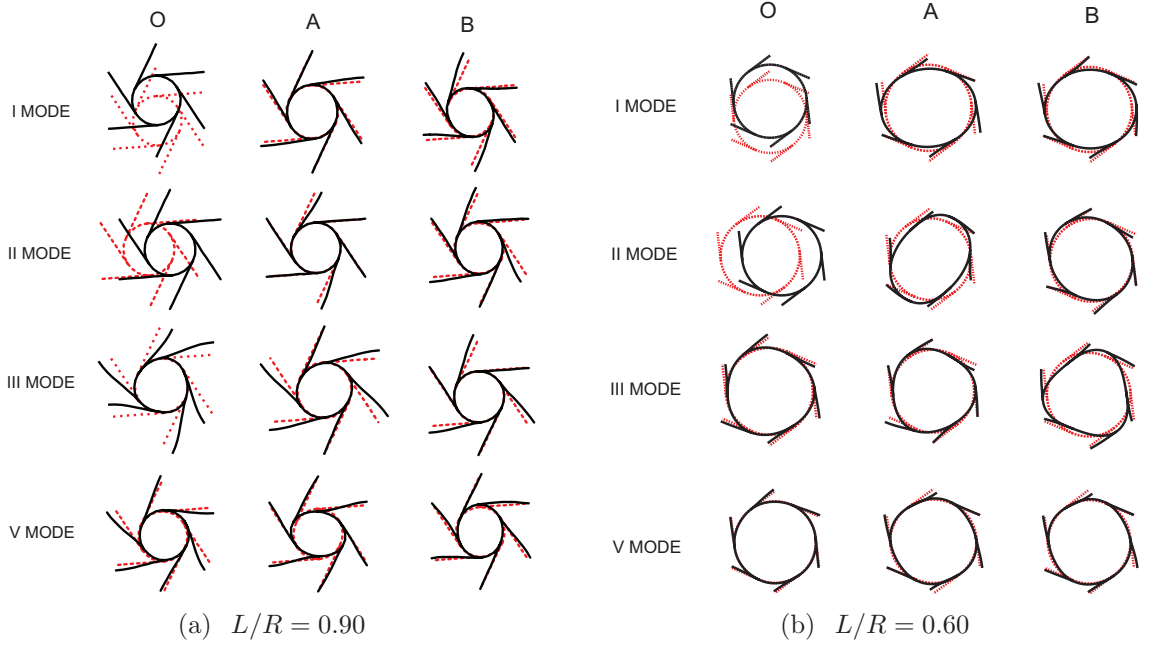 O A B
I MODE
II MODE
III MODE
V MODE
(a) L/R = 0.90
O A B
I MODE
II MODE
III MODE
V MODE
(b) L/R = 0.60